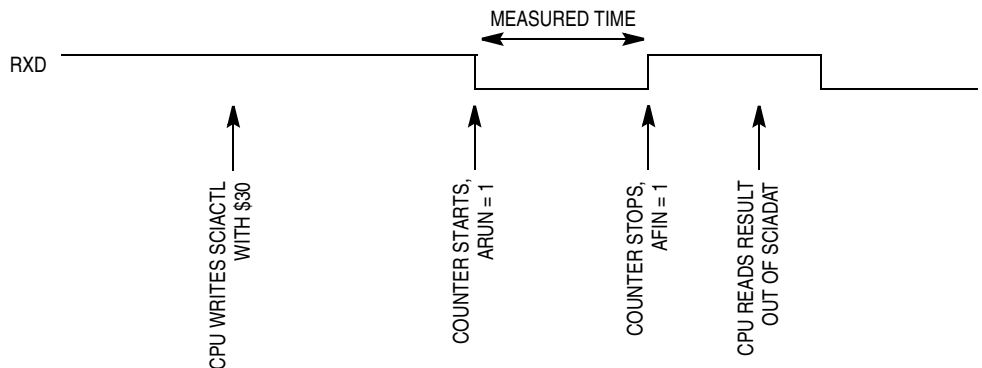 MEASURED TIME
RXD
CPU WRITES SCIACTL
WITH $30
COUNTER STARTS,
ARUN = 1
COUNTER STOPS,
AFIN = 1
CPU READS RESULT
OUT OF SCIADAT